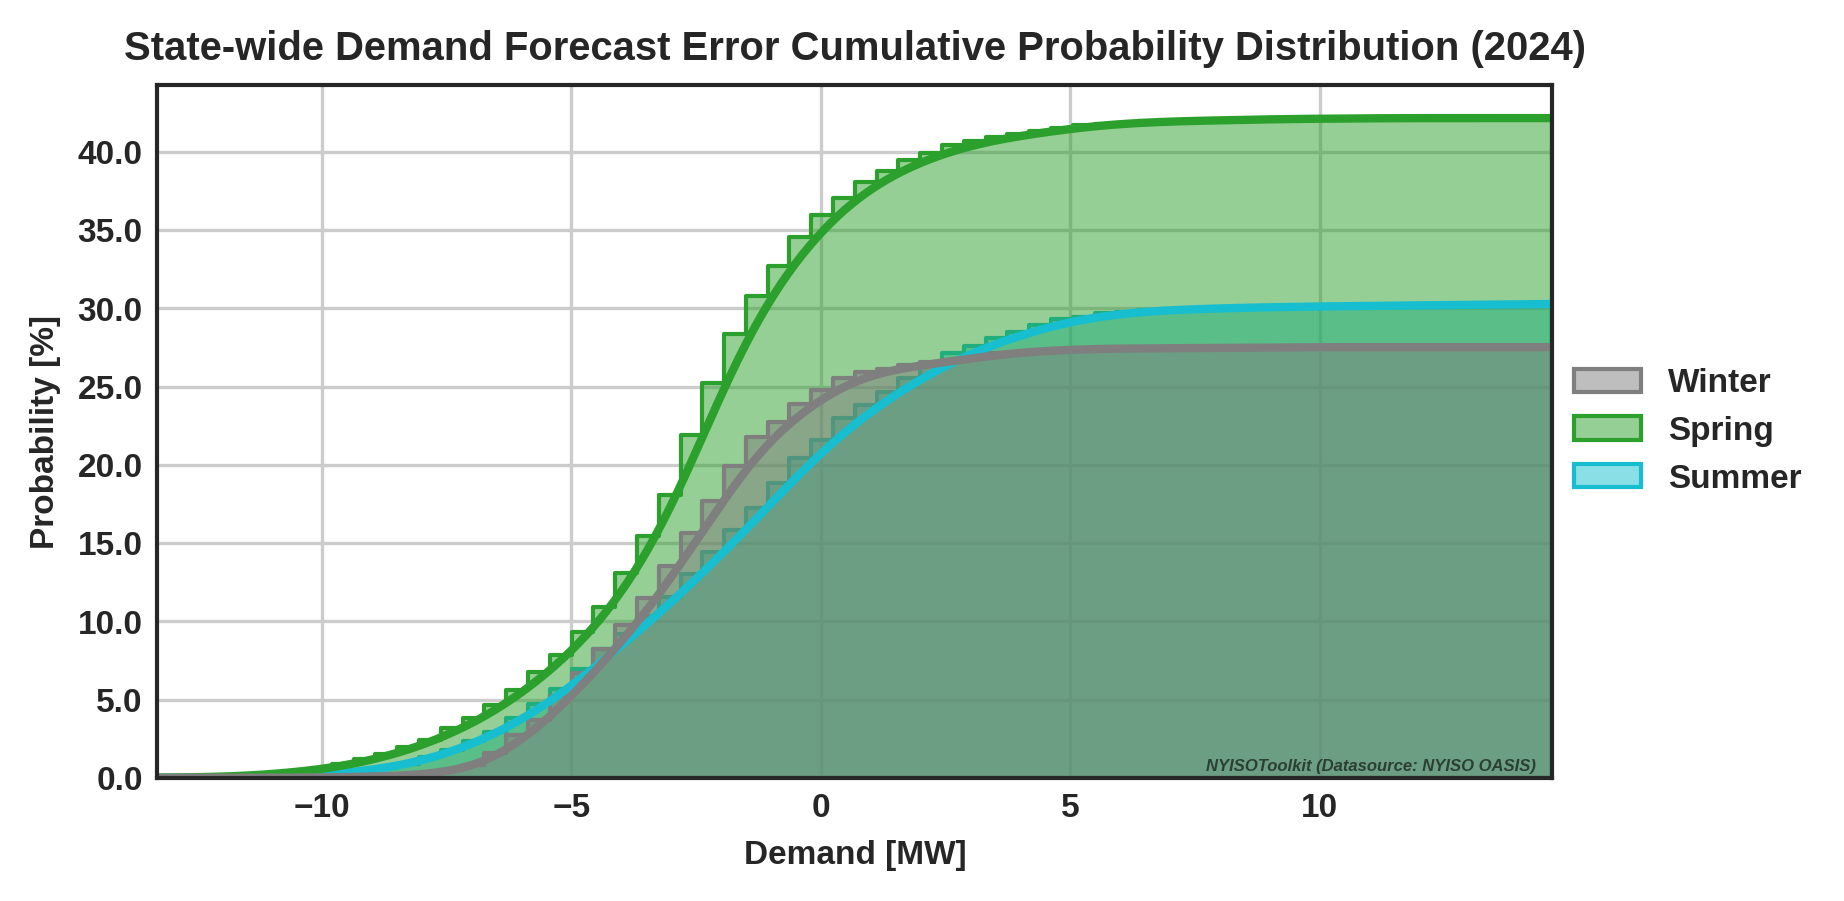 State-wide Demand Forecast Error Cumulative Probability Distribution (2024)
Probability [%]
40.0
35.0
30.0
25.0
20.0
15.0
10.0
5.0
0.0
−10
−5
0
5
10
Demand [MW]
Winter
Spring
Summer
NYISOToolkit (Datasource: NYISO OASIS)